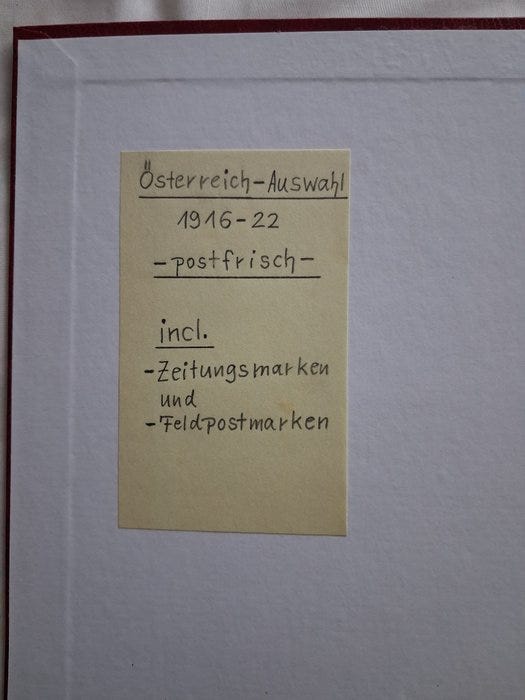 Österreich-Auswahl
1916-22
-postfrisch-
incl.
-Zeitungsmarken
und
-Feldpostmarken